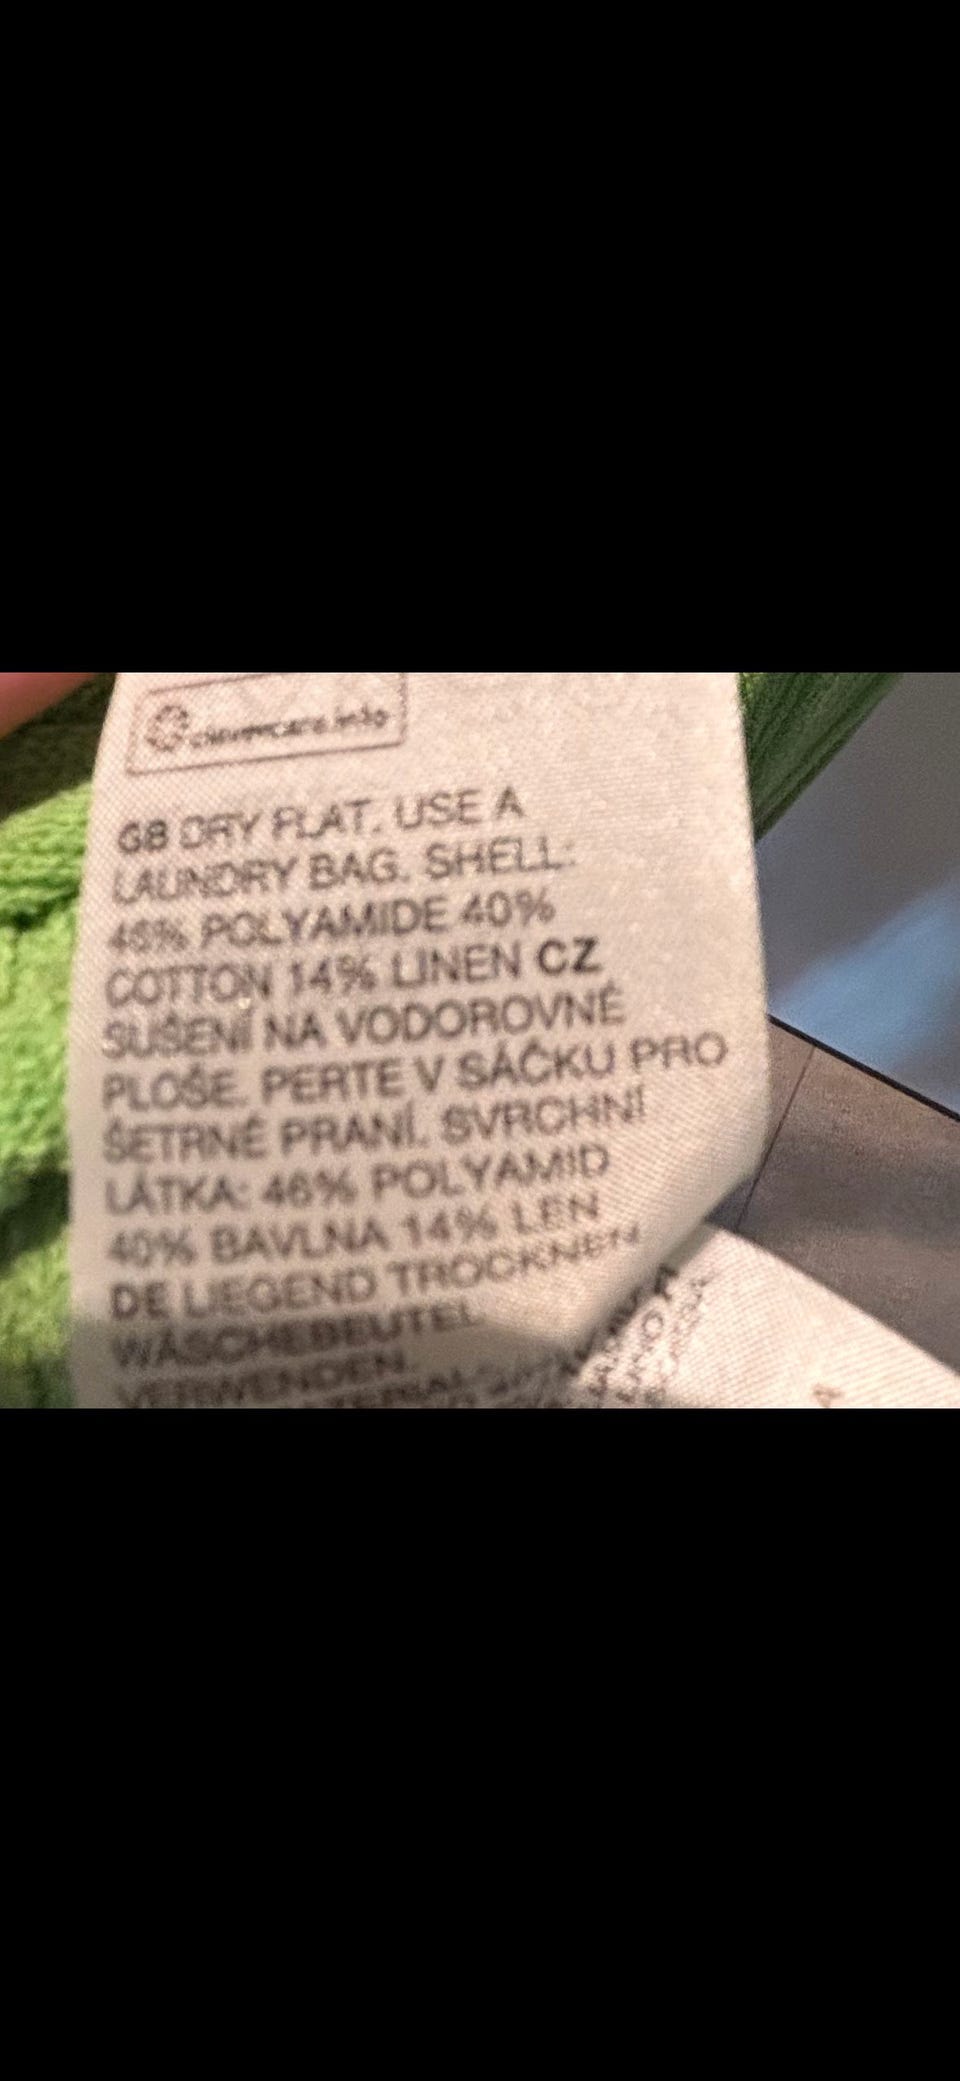 clevercare.info
GB DRY FLAT. USE A
LAUNDRY BAG. SHELL:
46% POLYAMIDE 40%
COTTON 14% LINEN CZ
SUŠENÍ NA VODOROVNÉ
PLOŠE. PERTE V SÁČKU PRO
ŠETRNÉ PRANÍ. SVRCHNÍ
LÁTKA: 46% POLYAMID
40% BAVLNA 14% LEN
DE LIEGEND TROCKNEN
WÄSCHEBEUTEL
VERWENDEN.